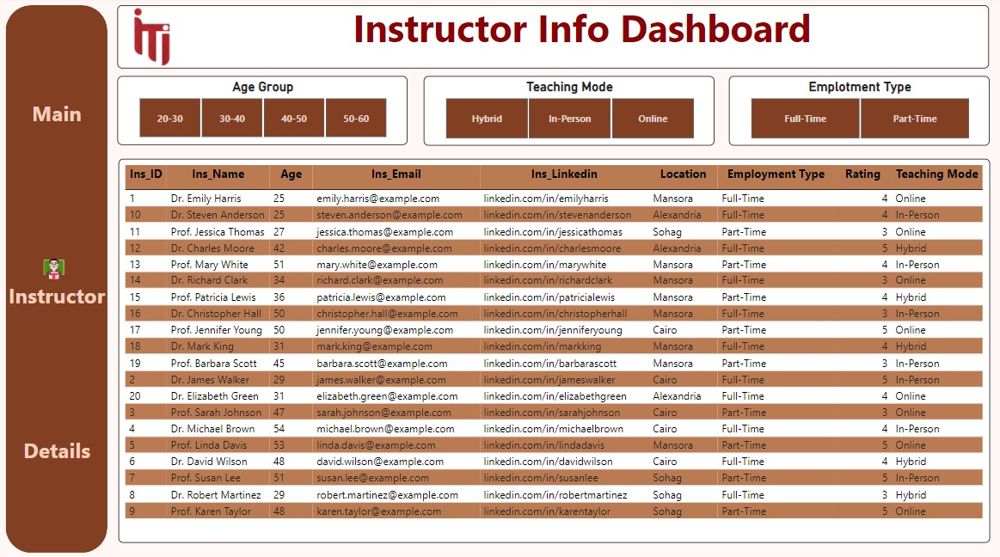 iTi
Instructor Info Dashboard
Main
Instructor
Details
Age Group
20-30 30-40 40-50 50-60
Teaching Mode
Hybrid In-Person Online
Emplotment Type
Full-Time Part-Time
Ins_ID Ins_Name Age Ins_Email Ins_Linkedin Location Employment Type Rating Teaching Mode
1 Dr. Emily Harris 25 emily.harris@example.com linkedin.com/in/emilyharris Mansora Full-Time 4 Online
10 Dr. Steven Anderson 25 steven.anderson@example.com linkedin.com/in/stevenanderson Alexandria Full-Time 4 In-Person
11 Prof. Jessica Thomas 27 jessica.thomas@example.com linkedin.com/in/jessicathomas Sohag Part-Time 3 Online
12 Dr. Charles Moore 42 charles.moore@example.com linkedin.com/in/charlesmoore Alexandria Full-Time 5 Hybrid
13 Prof. Mary White 51 mary.white@example.com linkedin.com/in/marywhite Mansora Part-Time 4 In-Person
14 Dr. Richard Clark 34 richard.clark@example.com linkedin.com/in/richardclark Mansora Full-Time 3 Online
15 Prof. Patricia Lewis 36 patricia.lewis@example.com linkedin.com/in/patricialewis Mansora Part-Time 4 Hybrid
16 Dr. Christopher Hall 50 christopher.hall@example.com linkedin.com/in/christopherhall Mansora Full-Time 3 In-Person
17 Prof. Jennifer Young 50 jennifer.young@example.com linkedin.com/in/jenniferyoung Cairo Part-Time 5 Online
18 Dr. Mark King 31 mark.king@example.com linkedin.com/in/markking Mansora Full-Time 4 Hybrid
19 Prof. Barbara Scott 45 barbara.scott@example.com linkedin.com/in/barbarascott Mansora Part-Time 3 In-Person
2 Dr. James Walker 29 james.walker@example.com linkedin.com/in/jameswalker Cairo Full-Time 5 In-Person
20 Dr. Elizabeth Green 31 elizabeth.green@example.com linkedin.com/in/elizabethgreen Alexandria Full-Time 4 Online
3 Prof. Sarah Johnson 47 sarah.johnson@example.com linkedin.com/in/sarahjohnson Cairo Part-Time 3 Online
4 Dr. Michael Brown 54 michael.brown@example.com linkedin.com/in/michaelbrown Cairo Full-Time 4 In-Person
5 Prof. Linda Davis 53 linda.davis@example.com linkedin.com/in/lindadavis Mansora Part-Time 5 Online
6 Dr. David Wilson 48 david.wilson@example.com linkedin.com/in/davidwilson Cairo Full-Time 4 Hybrid
7 Prof. Susan Lee 51 susan.lee@example.com linkedin.com/in/susanlee Sohag Part-Time 5 In-Person
8 Dr. Robert Martinez 29 robert.martinez@example.com linkedin.com/in/robertmartinez Sohag Full-Time 3 Hybrid
9 Prof. Karen Taylor 48 karen.taylor@example.com linkedin.com/in/karentaylor Sohag Part-Time 5 Online